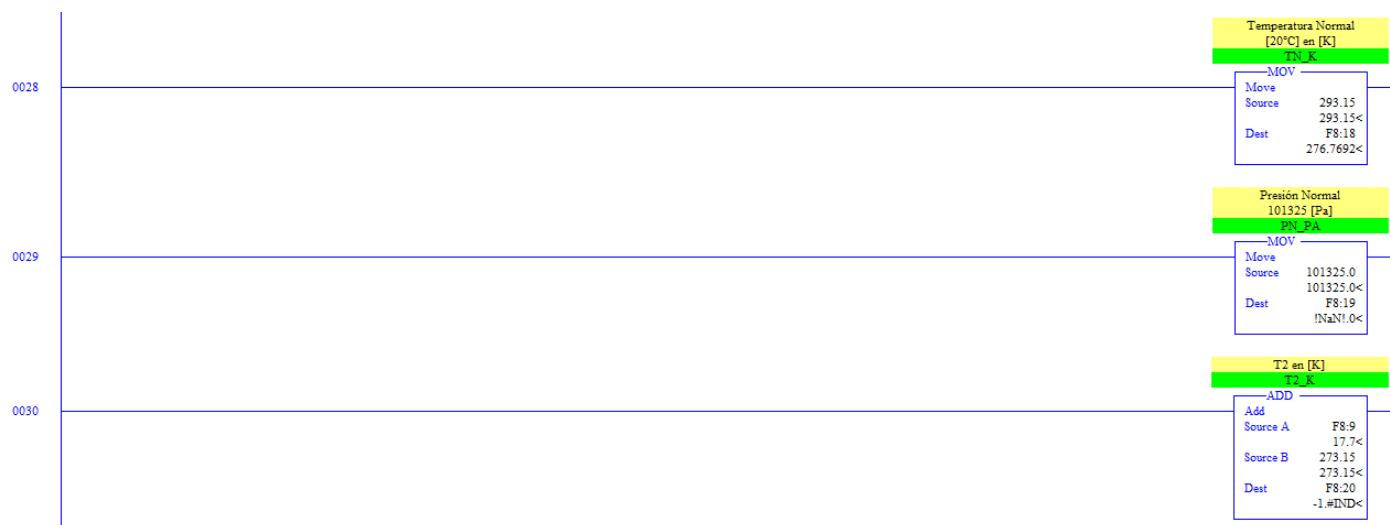 Temperatura Normal
[20°C] en [K]
TN_K
0028
MOV
Move
Source 293.15
293.15<
Dest F8:18
276.7692<
Presión Normal
101325 [Pa]
PN_PA
0029
MOV
Move
Source 101325.0
101325.0<
Dest F8:19
!NaN!.0<
T2 en [K]
T2_K
0030
ADD
Add
Source A F8:9
17.7<
Source B 273.15
273.15<
Dest F8:20
-1.#IND<